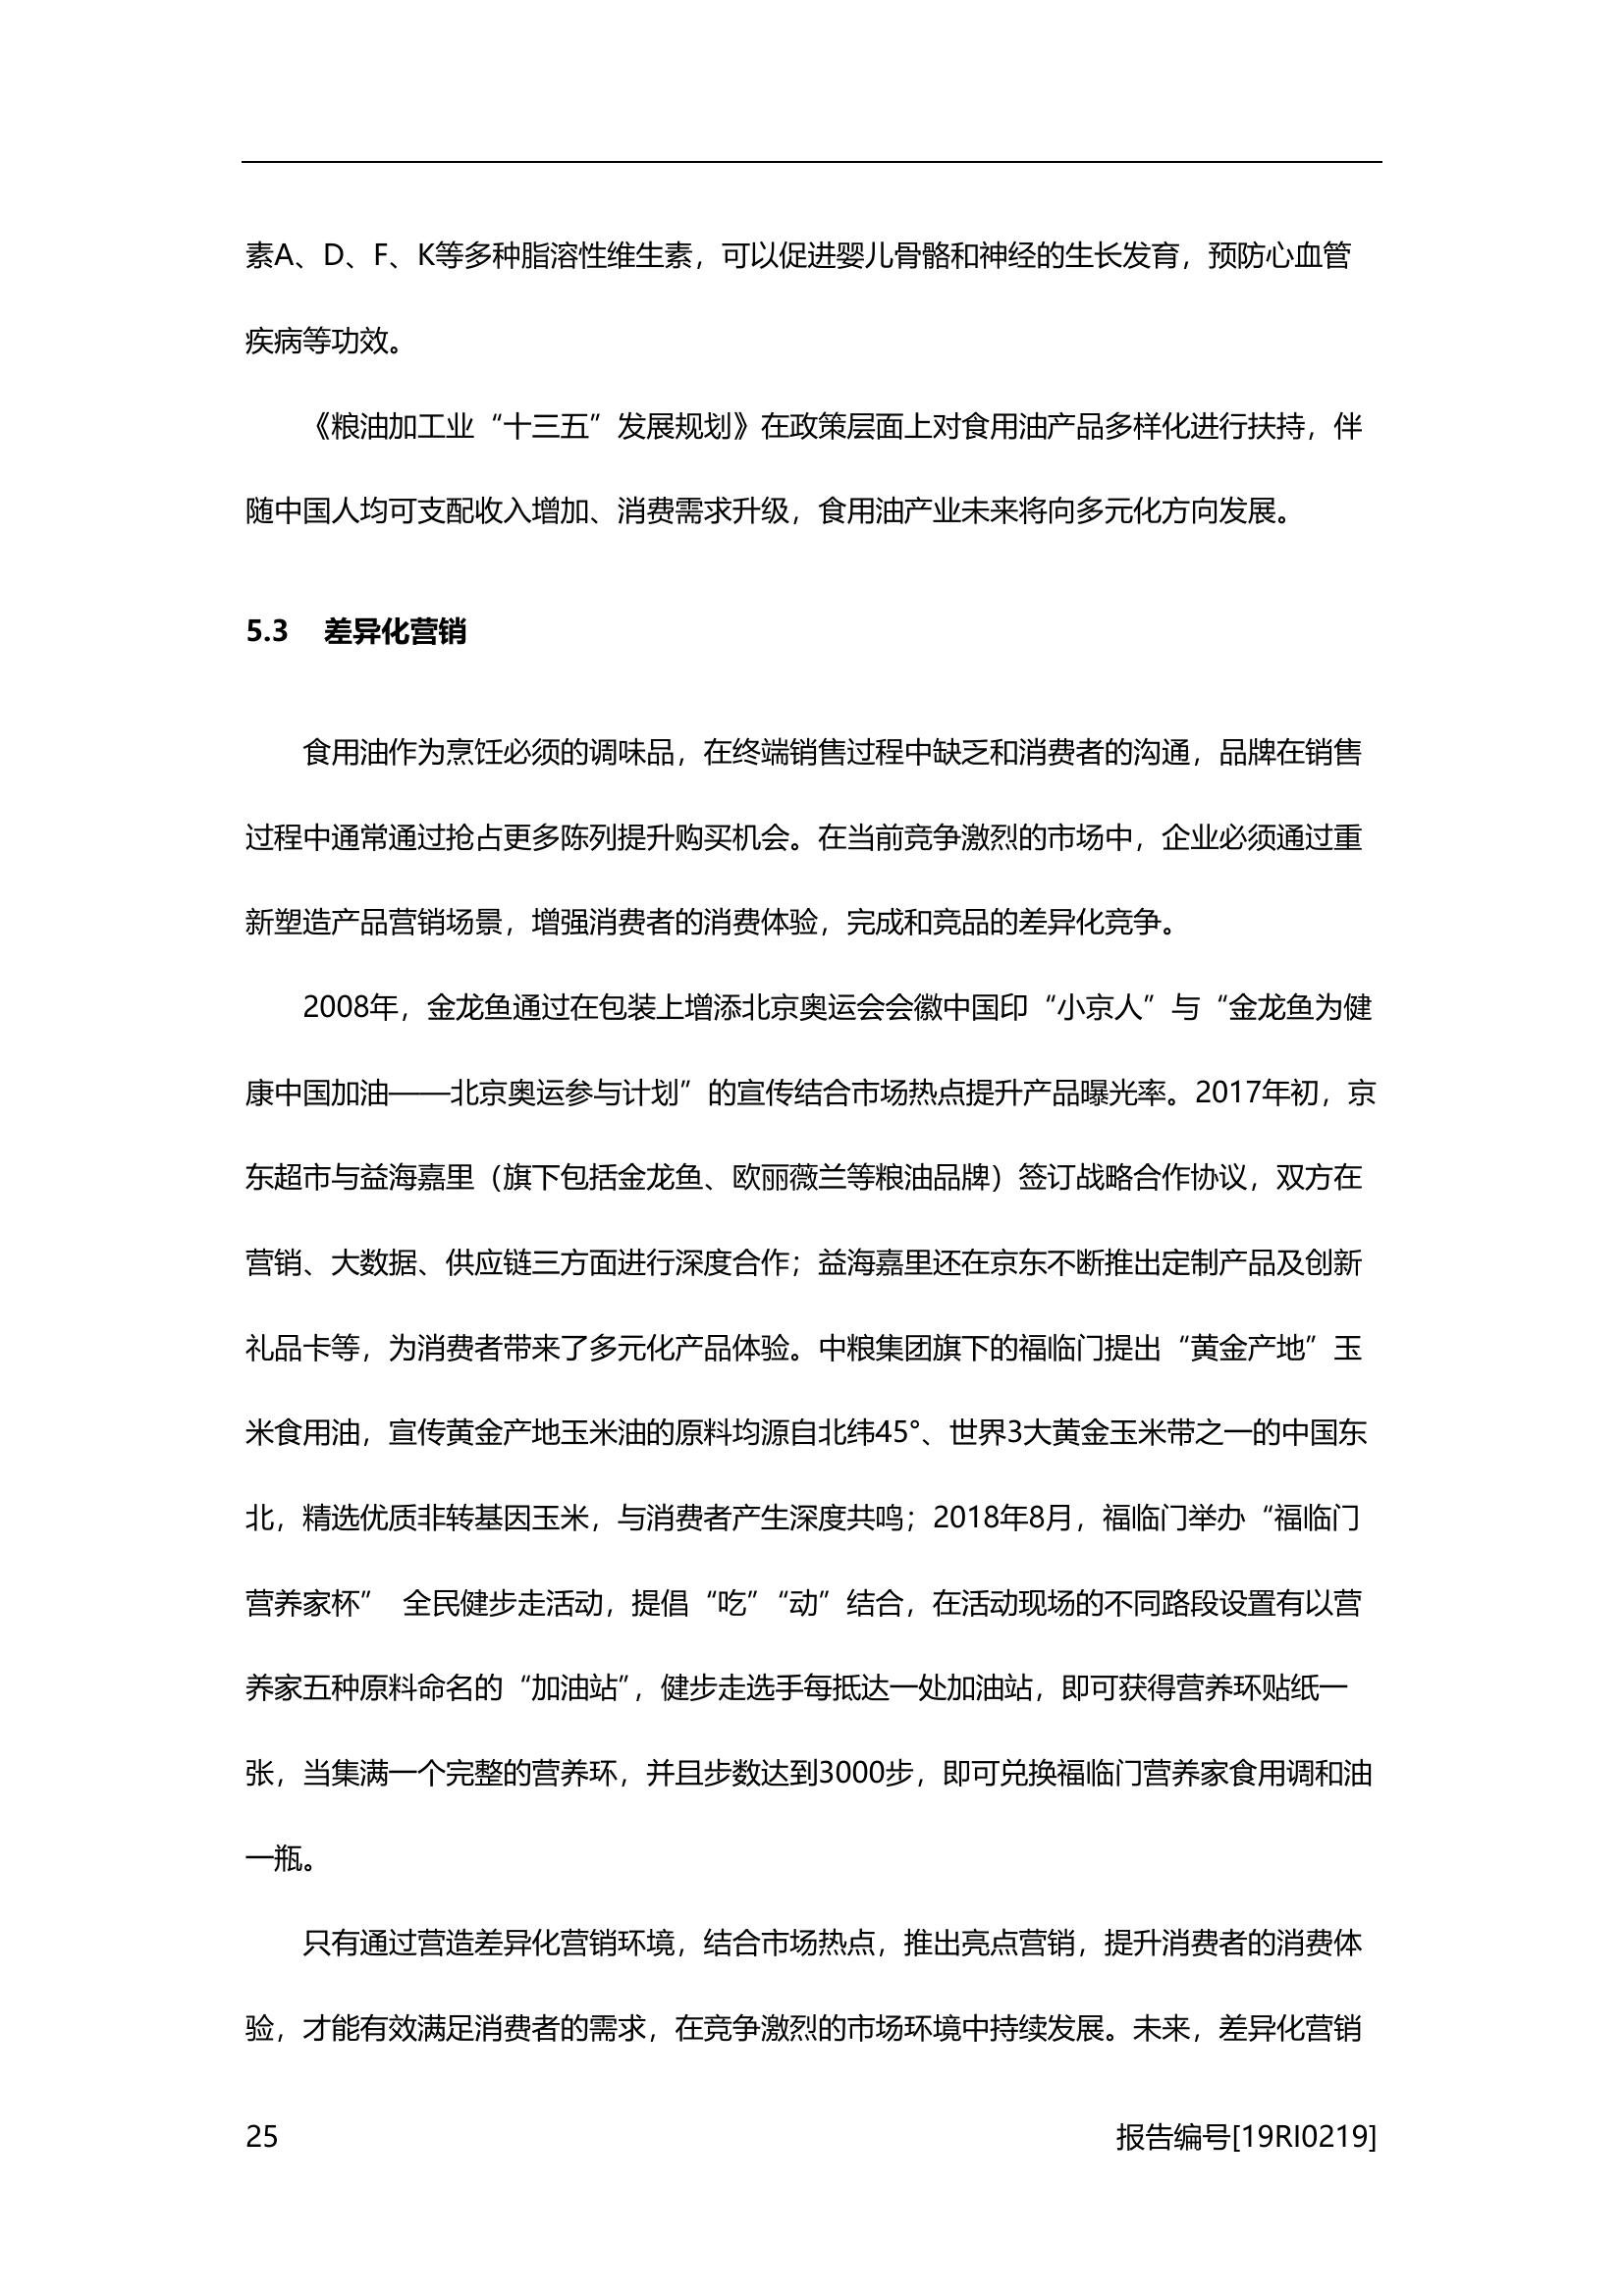 素A、D、F、K等多种脂溶性维生素，可以促进婴儿骨骼和神经的生长发育，预防心血管
疾病等功效。
《粮油加工业“十三五”发展规划》在政策层面上对食用油产品多样化进行扶持，伴
随中国人均可支配收入增加、消费需求升级，食用油产业未来将向多元化方向发展。
5.3 差异化营销
食用油作为烹饪必须的调味品，在终端销售过程中缺乏和消费者的沟通，品牌在销售
过程中通常通过抢占更多陈列提升购买机会。在当前竞争激烈的市场中，企业必须通过重
新塑造产品营销场景，增强消费者的消费体验，完成和竞品的差异化竞争。
2008年，金龙鱼通过在包装上增添北京奥运会会徽中国印“小京人”与“金龙鱼为健
康中国加油——北京奥运参与计划”的宣传结合市场热点提升产品曝光率。2017年初，京
东超市与益海嘉里（旗下包括金龙鱼、欧丽薇兰等粮油品牌）签订战略合作协议，双方在
营销、大数据、供应链三方面进行深度合作；益海嘉里还在京东不断推出定制产品及创新
礼品卡等，为消费者带来了多元化产品体验。中粮集团旗下的福临门提出“黄金产地”玉
米食用油，宣传黄金产地玉米油的原料均源自北纬45°、世界3大黄金玉米带之一的中国东
北，精选优质非转基因玉米，与消费者产生深度共鸣；2018年8月，福临门举办“福临门
营养家杯” 全民健步走活动，提倡“吃”“动”结合，在活动现场的不同路段设置有以营
养家五种原料命名的“加油站”，健步走选手每抵达一处加油站，即可获得营养环贴纸一
张，当集满一个完整的营养环，并且步数达到3000步，即可兑换福临门营养家食用调和油
一瓶。
只有通过营造差异化营销环境，结合市场热点，推出亮点营销，提升消费者的消费体
验，才能有效满足消费者的需求，在竞争激烈的市场环境中持续发展。未来，差异化营销
25 报告编号[19RI0219]